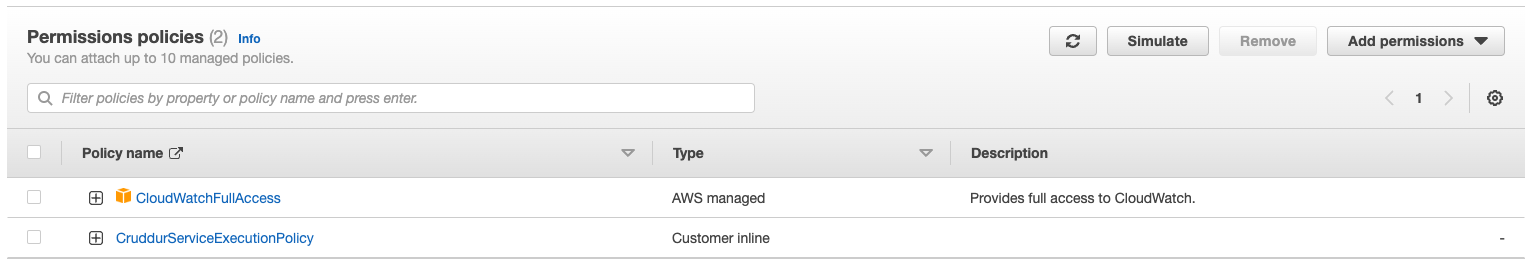 Permissions policies (2) Info
You can attach up to 10 managed policies.
Simulate Remove Add permissions
Filter policies by property or policy name and press enter.
1
Policy name Type Description
CloudWatchFullAccess AWS managed Provides full access to CloudWatch.
CruddurServiceExecutionPolicy Customer inline -